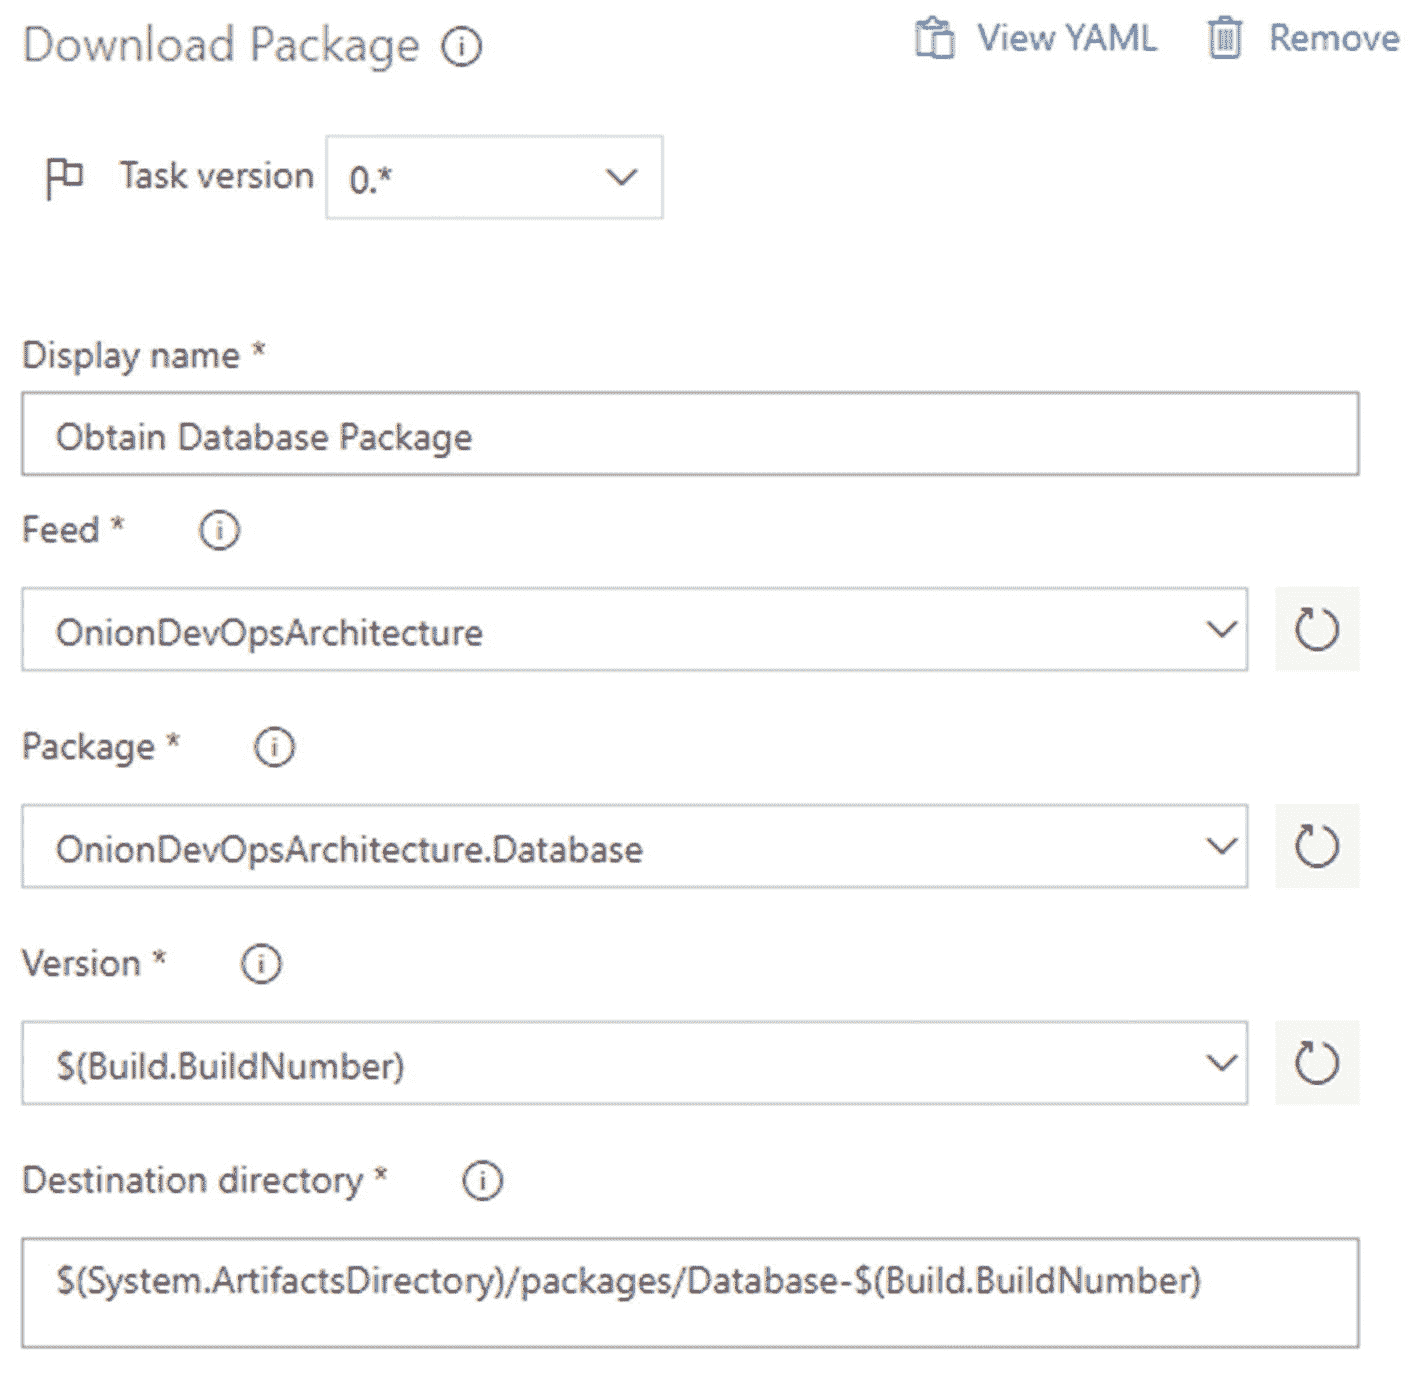 Download Package
View YAML
Remove
Task version
0.*
Display name *
Obtain Database Package
Feed *
OnionDevOpsArchitecture
Package *
OnionDevOpsArchitecture.Database
Version *
$(Build.BuildNumber)
Destination directory *
$(System.ArtifactsDirectory)/packages/Database-$(Build.BuildNumber)